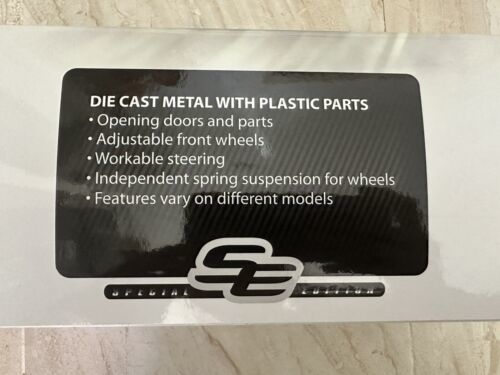 DIE CAST METAL WITH PLASTIC PARTS
• Opening doors and parts
• Adjustable front wheels
• Workable steering
• Independent spring suspension for wheels
• Features vary on different models
SE
SPECIAL EDITION